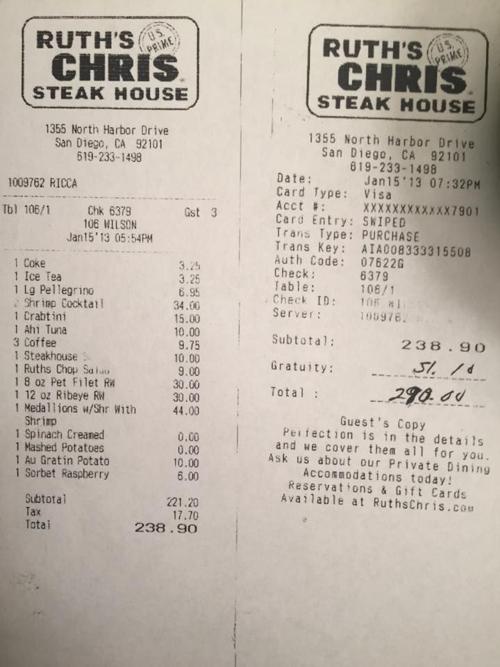 RUTH'S
U.S. PRIME
CHRIS
STEAK HOUSE
1355 North Harbor Drive
San Diego, CA 92101
619-233-1498
1009762 RICCA
Tbl 106/1 Chk 6379 Gst 3
106 WILSON
Jan15'13 05:54PM
1 Coke 3.25
1 Ice Tea 3.25
1 Lg Pellegrino 6.95
2 Shrimp Cocktail 34.00
1 Crabtini 15.00
1 Ahi Tuna 10.00
3 Coffee 9.75
1 Steakhouse 10.00
1 Ruths Chop Salad 9.00
1 8 oz Pet Filet RW 30.00
1 12 oz Ribeye RW 30.00
1 Medallions w/Shr With 44.00
Shrimp
1 Spinach Creamed 0.00
1 Mashed Potatoes 0.00
1 Au Gratin Potato 10.00
1 Sorbet Raspberry 6.00
Subtotal 221.20
Tax 17.70
Total 238.90
RUTH'S
U.S. PRIME
CHRIS
STEAK HOUSE
1355 North Harbor Drive
San Diego, CA 92101
619-233-1498
Date: Jan15'13 07:32PM
Card Type: Visa
Acct #: XXXXXXXXXXXX7901
Card Entry: SWIPED
Trans Type: PURCHASE
Trans Key: AIA008333315508
Auth Code: 07622G
Check: 6379
Table: 106/1
Check ID: 106
Server:
Subtotal: 238.90
Gratuity: 51.10
Total : 290.00
Guest's Copy
Perfection is in the details
and we cover them all for you.
Ask us about our Private Dining
Accommodations today!
Reservations & Gift Cards
Available at RuthsChris.com